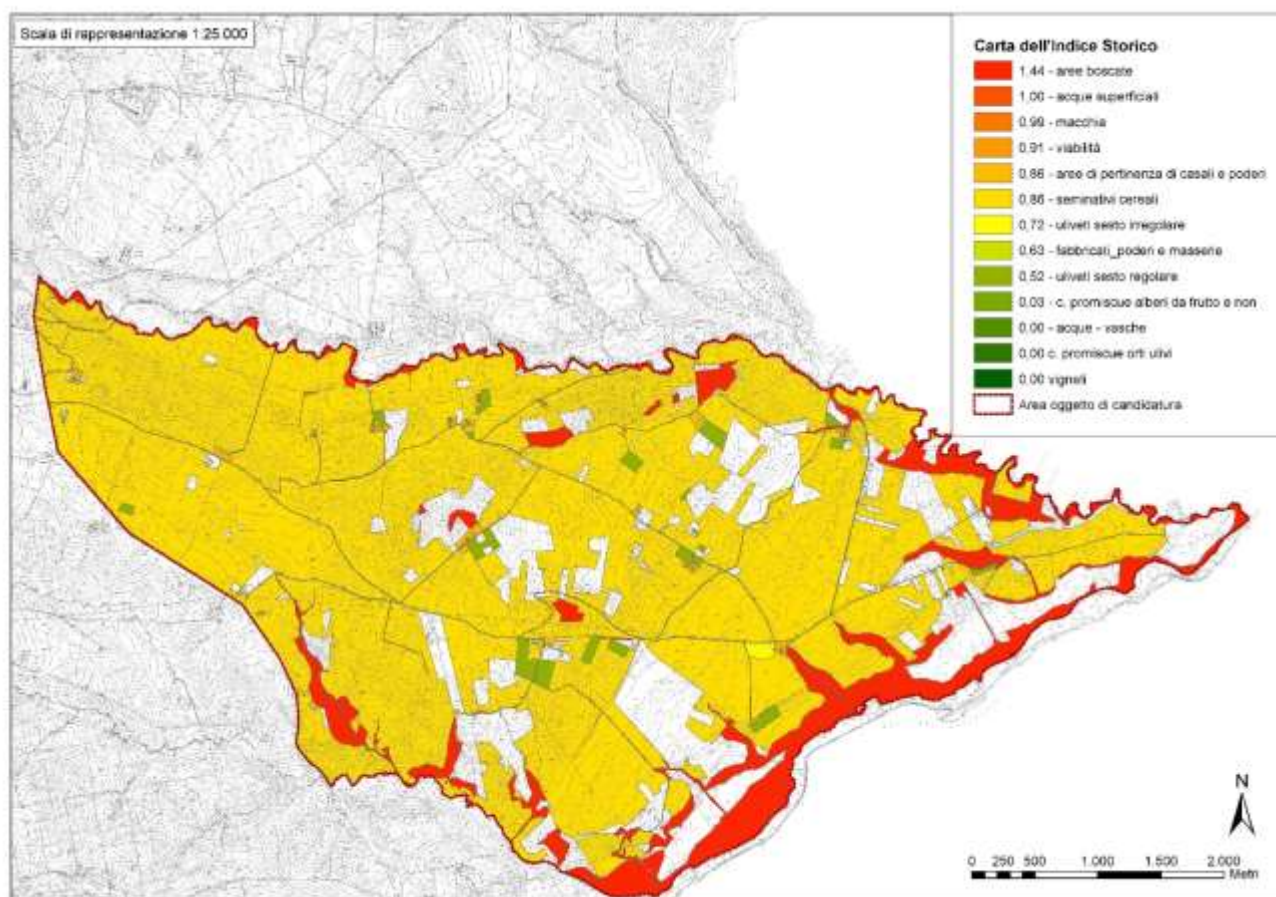 Scala di rappresentazione 1:25.000
Carta dell'Indice Storico
1.44 - aree boscate
1.00 - acque superficiali
0.98 - macchia
0.91 - viabilità
0.86 - aree di pertinenza di casali e poderi
0.86 - seminativi cereali
0.72 - uliveti sesto irregolare
0.63 - fabbricati_poderi e masserie
0.52 - uliveti sesto regolare
0.03 - c. promiscue alberi da frutto e non
0.00 - acque - vasche
0.00 c. promiscue orti ulivi
0.00 vigneti
Area oggetto di candidatura
N
0 250 500 1.000 1.500 2.000
Metri